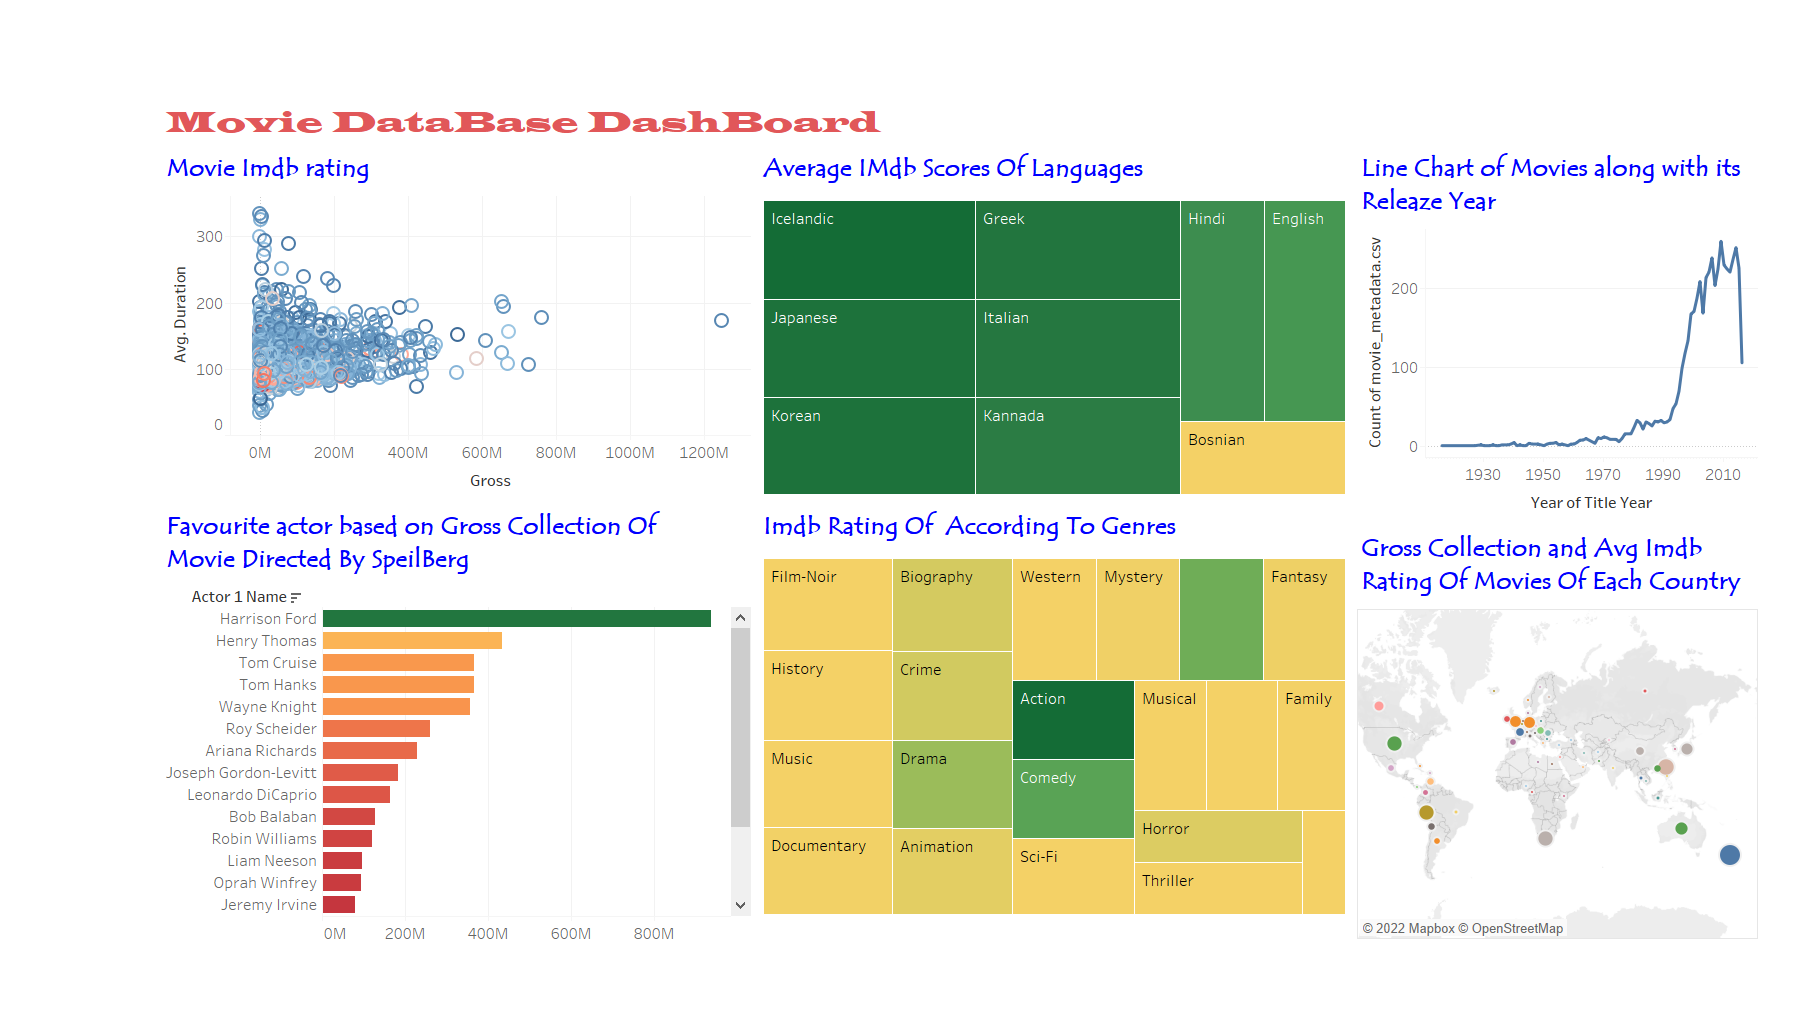 Movie DataBase DashBoard
Movie Imdb rating
Avg. Duration
300
200
100
0
0M 200M 400M 600M 800M 1000M 1200M
Gross
Average IMdb Scores Of Languages
Icelandic
Greek
Hindi
English
Japanese
Italian
Korean
Kannada
Bosnian
Line Chart of Movies along with its
Releaze Year
Count of movie_metadata.csv
200
100
0
1930 1950 1970 1990 2010
Year of Title Year
Favourite actor based on Gross Collection Of
Movie Directed By SpeilBerg
Actor 1 Name
Harrison Ford
Henry Thomas
Tom Cruise
Tom Hanks
Wayne Knight
Roy Scheider
Ariana Richards
Joseph Gordon-Levitt
Leonardo DiCaprio
Bob Balaban
Robin Williams
Liam Neeson
Oprah Winfrey
Jeremy Irvine
0M 200M 400M 600M 800M
Imdb Rating Of According To Genres
Film-Noir
Biography
Western
Mystery
Fantasy
History
Crime
Action
Musical
Family
Music
Drama
Comedy
Horror
Documentary
Animation
Sci-Fi
Thriller
Gross Collection and Avg Imdb
Rating Of Movies Of Each Country
© 2022 Mapbox © OpenStreetMap